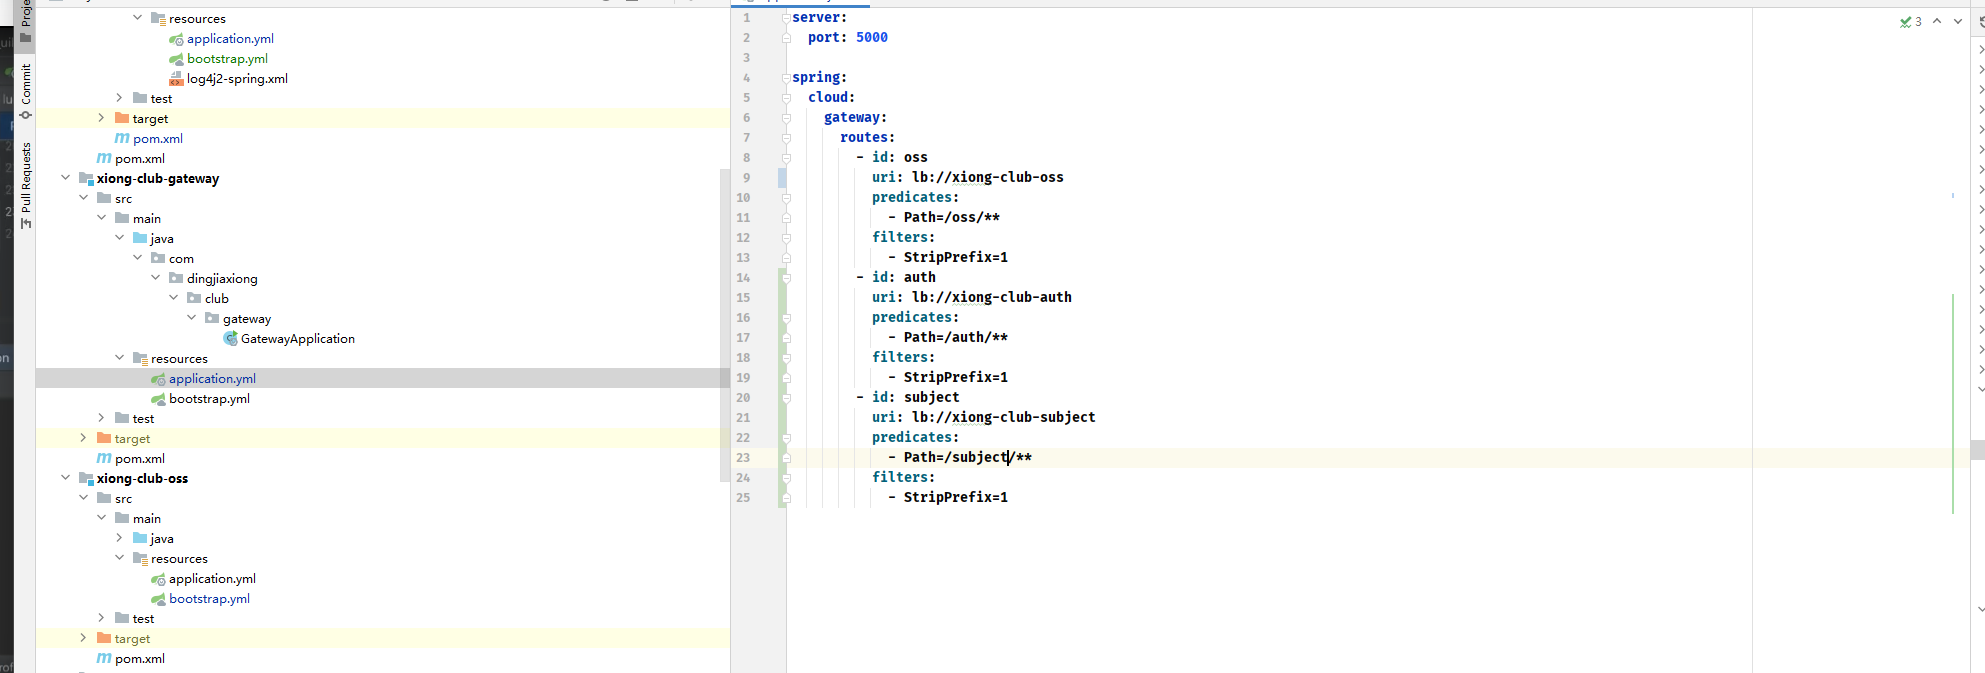 Project
Commit
Pull Requests
resources
application.yml
bootstrap.yml
log4j2-spring.xml
test
target
pom.xml
pom.xml
xiong-club-gateway
src
main
java
com
dingjiaxiong
club
gateway
GatewayApplication
resources
application.yml
bootstrap.yml
test
target
pom.xml
xiong-club-oss
src
main
java
resources
application.yml
bootstrap.yml
test
target
pom.xml
1 server:
2 port: 5000
3
4 spring:
5 cloud:
6 gateway:
7 routes:
8 - id: oss
9 uri: lb://xiong-club-oss
10 predicates:
11 - Path=/oss/**
12 filters:
13 - StripPrefix=1
14 - id: auth
15 uri: lb://xiong-club-auth
16 predicates:
17 - Path=/auth/**
18 filters:
19 - StripPrefix=1
20 - id: subject
21 uri: lb://xiong-club-subject
22 predicates:
23 - Path=/subject/**
24 filters:
25 - StripPrefix=1
3